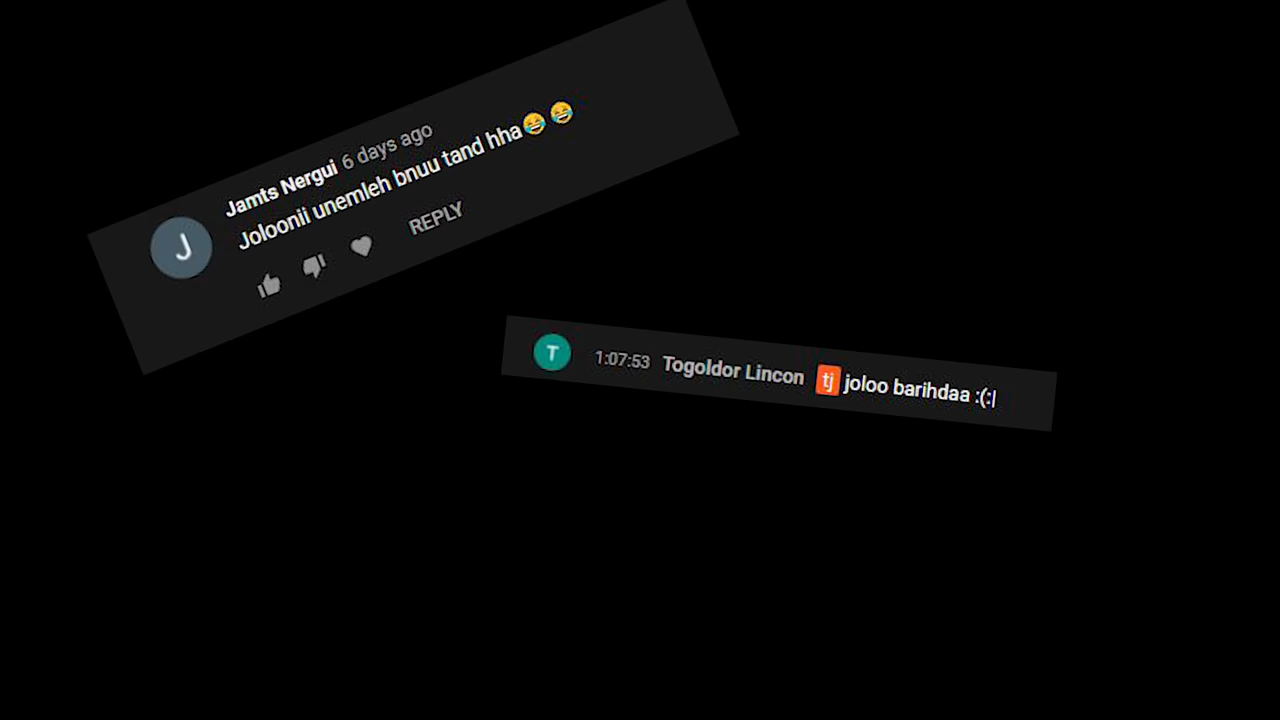 Jamts Nergui 6 days ago
Joloonii unemleh bnuu tand hha😂😂
REPLY
J
T 1:07:53 Togoldor Lincon tj joloo barihdaa :(:|